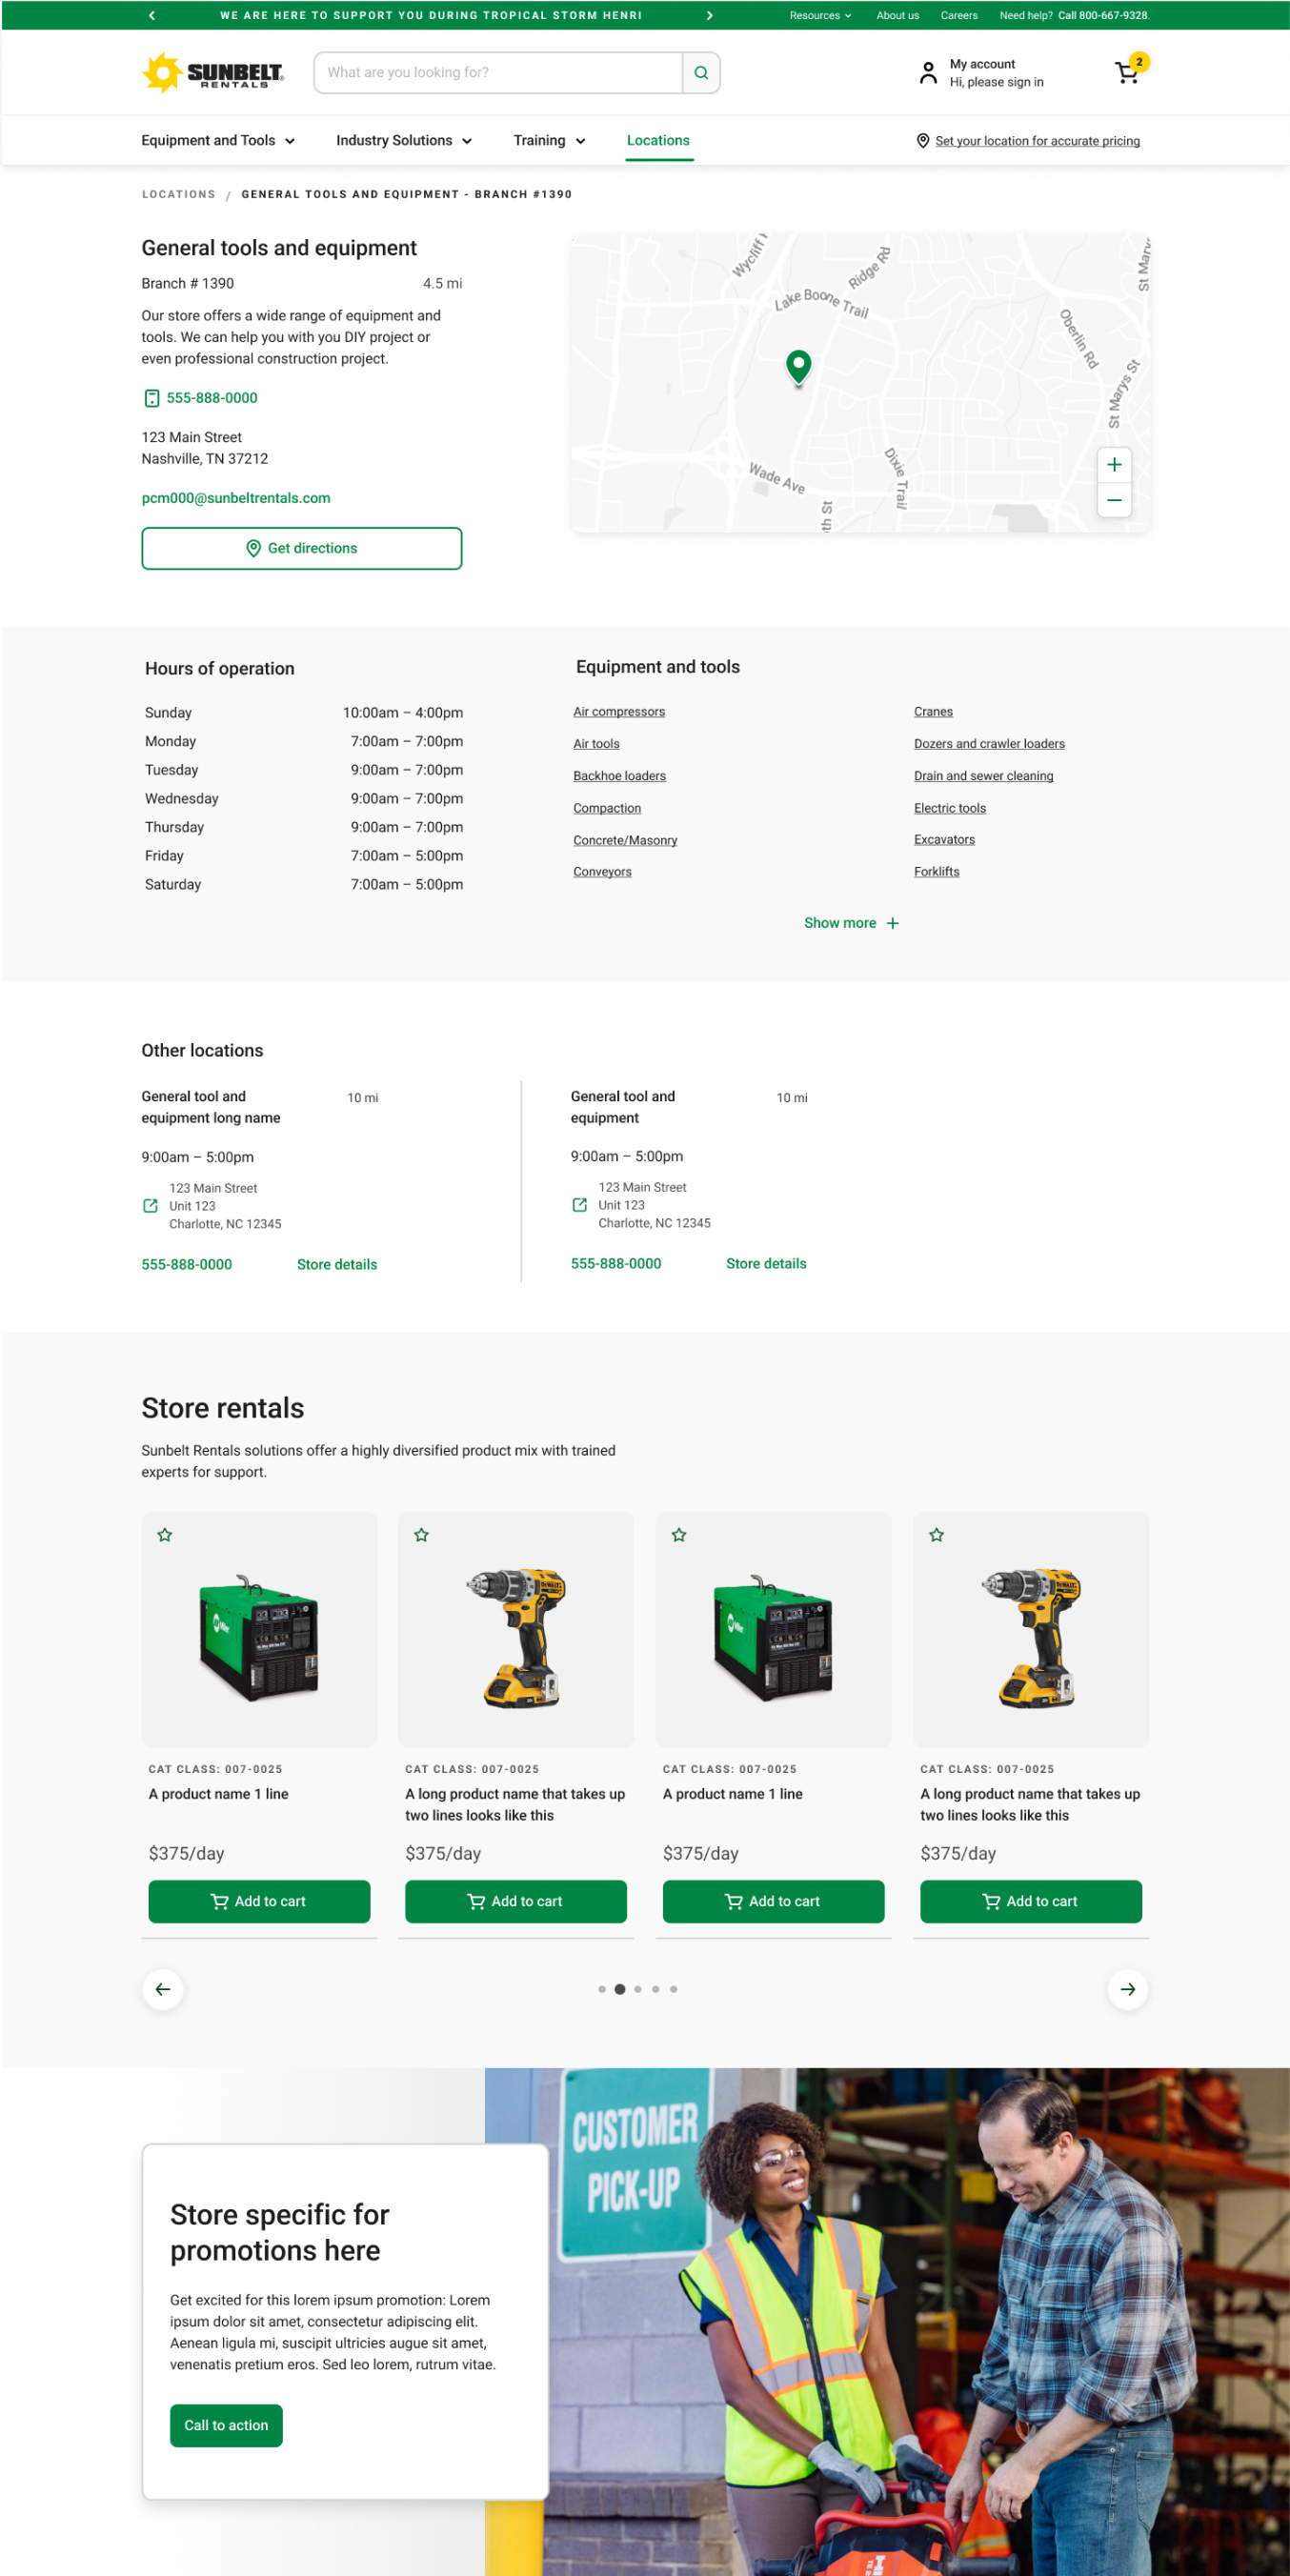 WE ARE HERE TO SUPPORT YOU DURING TROPICAL STORM HENRI
Resources
About us
Careers
Need help? Call 800-667-9328.
SUNBELT
RENTALS
What are you looking for?
My account
Hi, please sign in
2
Equipment and Tools
Industry Solutions
Training
Locations
Set your location for accurate pricing
LOCATIONS / GENERAL TOOLS AND EQUIPMENT - BRANCH #1390
General tools and equipment
Branch # 1390
4.5 mi
Our store offers a wide range of equipment and
tools. We can help you with you DIY project or
even professional construction project.
555-888-0000
123 Main Street
Nashville, TN 37212
pcm000@sunbeltrentals.com
Get directions
Wycliff
Ridge Rd
Lake Boone Trail
St Mary
Oberlin Rd
St Marys St
Wade Ave
Dixie Trail
th St
Hours of operation
Sunday 10:00am – 4:00pm
Monday 7:00am – 7:00pm
Tuesday 9:00am – 7:00pm
Wednesday 9:00am – 7:00pm
Thursday 9:00am – 7:00pm
Friday 7:00am – 5:00pm
Saturday 7:00am – 5:00pm
Equipment and tools
Air compressors
Air tools
Backhoe loaders
Compaction
Concrete/Masonry
Conveyors
Cranes
Dozers and crawler loaders
Drain and sewer cleaning
Electric tools
Excavators
Forklifts
Show more
Other locations
General tool and
equipment long name
10 mi
9:00am – 5:00pm
123 Main Street
Unit 123
Charlotte, NC 12345
555-888-0000
Store details
General tool and
equipment
10 mi
9:00am – 5:00pm
123 Main Street
Unit 123
Charlotte, NC 12345
555-888-0000
Store details
Store rentals
Sunbelt Rentals solutions offer a highly diversified product mix with trained
experts for support.
Miller
CAT CLASS: 007-0025
A product name 1 line
$375/day
Add to cart
DEWALT
CAT CLASS: 007-0025
A long product name that takes up
two lines looks like this
$375/day
Add to cart
Miller
CAT CLASS: 007-0025
A product name 1 line
$375/day
Add to cart
DEWALT
CAT CLASS: 007-0025
A long product name that takes up
two lines looks like this
$375/day
Add to cart
CUSTOMER
PICK-UP
Store specific for
promotions here
Get excited for this lorem ipsum promotion: Lorem
ipsum dolor sit amet, consectetur adipiscing elit.
Aenean ligula mi, suscipit ultricies augue sit amet,
venenatis pretium eros. Sed leo lorem, rutrum vitae.
Call to action